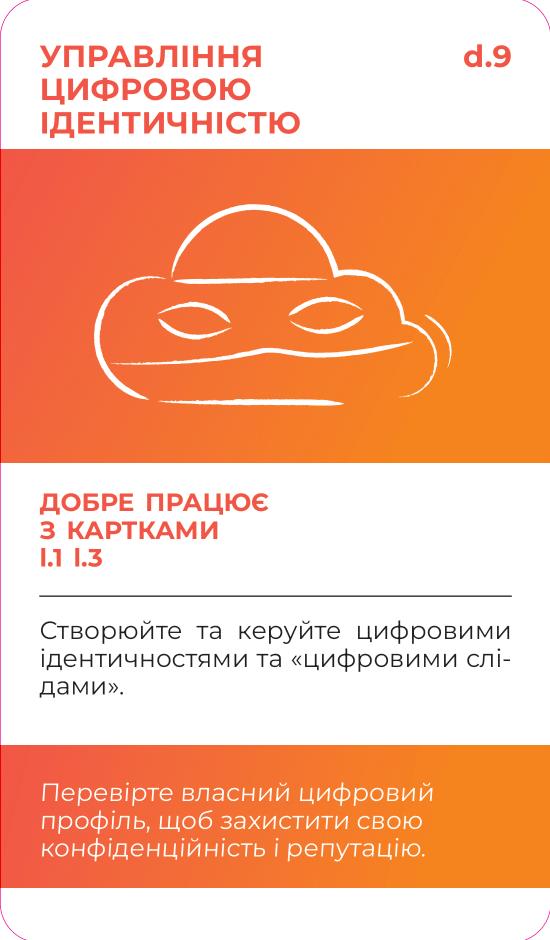 УПРАВЛІННЯ
ЦИФРОВОЮ
ІДЕНТИЧНІСТЮ
d.9
ДОБРЕ ПРАЦЮЄ
З КАРТКАМИ
l.1 l.3
Створюйте та керуйте цифровими
ідентичностями та «цифровими слі-
дами».
Перевірте власний цифровий
профіль, щоб захистити свою
конфіденційність і репутацію.